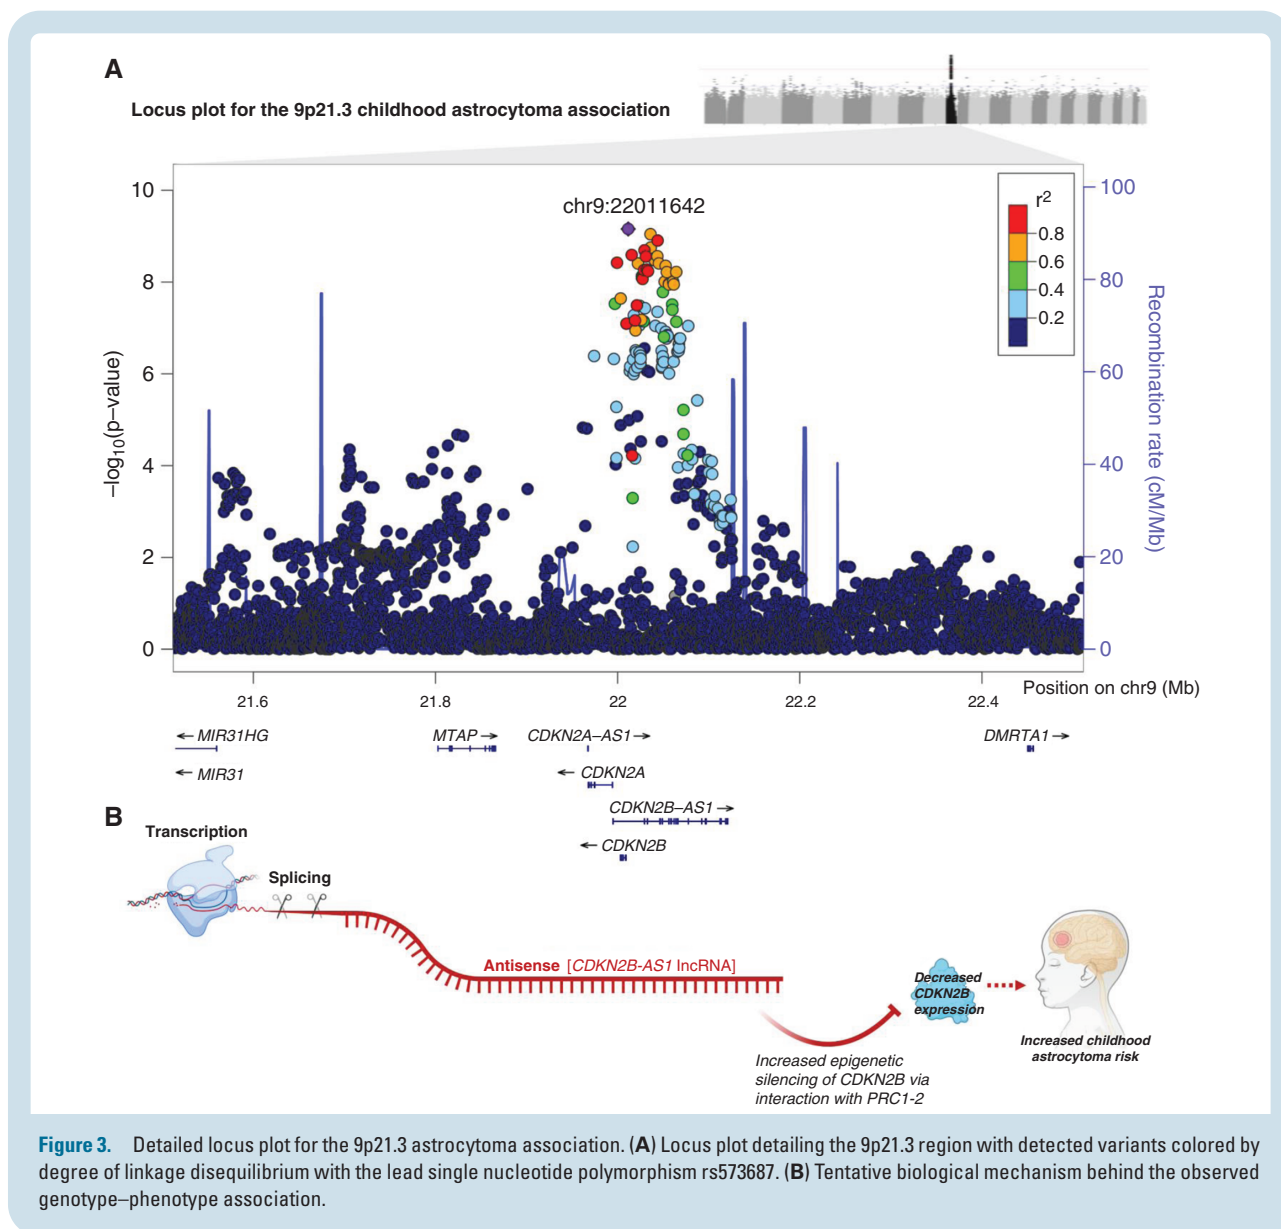 A
Locus plot for the 9p21.3 childhood astrocytoma association
chr9:22011642
r2
0.8
0.6
0.4
0.2
10
8
6
4
2
0
–log10(p–value)
100
80
60
40
20
0
Recombination rate (cM/Mb)
21.6
21.8
22
22.2
22.4
Position on chr9 (Mb)
← MIR31HG
MTAP →
CDKN2A–AS1 →
DMRTA1 →
← MIR31
← CDKN2A
CDKN2B–AS1 →
← CDKN2B
B
Transcription
Splicing
Antisense [CDKN2B-AS1 lncRNA]
Decreased
CDKN2B
expression
Increased childhood
astrocytoma risk
Increased epigenetic
silencing of CDKN2B via
interaction with PRC1-2
Figure 3. Detailed locus plot for the 9p21.3 astrocytoma association. (A) Locus plot detailing the 9p21.3 region with detected variants colored by
degree of linkage disequilibrium with the lead single nucleotide polymorphism rs573687. (B) Tentative biological mechanism behind the observed
genotype–phenotype association.